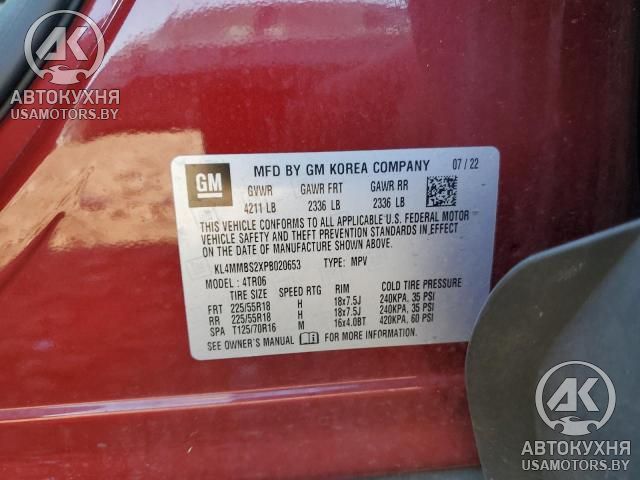 АК
АВТОКУХНЯ
USAMOTORS.BY
GM MFD BY GM KOREA COMPANY 07 / 22
GVWR GAWR FRT GAWR RR
4211 LB 2336 LB 2336 LB
THIS VEHICLE CONFORMS TO ALL APPLICABLE U.S. FEDERAL MOTOR
VEHICLE SAFETY AND THEFT PREVENTION STANDARDS IN EFFECT ON
THE DATE OF MANUFACTURE SHOWN ABOVE.
KL4MMBS2XPB020653 TYPE: MPV
MODEL : 4TR06
TIRE SIZE SPEED RTG RIM COLD TIRE PRESSURE
FRT 225/55R18 H 18x7.5J 240KPA, 35 PSI
RR 225/55R18 H 18x7.5J 240KPA, 35 PSI
SPA T125/70R16 M 16x4.0BT 420KPA, 60 PSI
SEE OWNER'S MANUAL FOR MORE INFORMATION
АК
АВТОКУХНЯ
USAMOTORS.BY